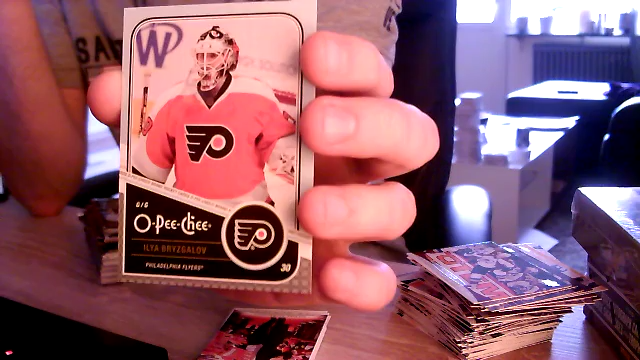 W
G/G
O-Pee-Chee
ILYA BRYZGALOV
PHILADELPHIA FLYERS
30